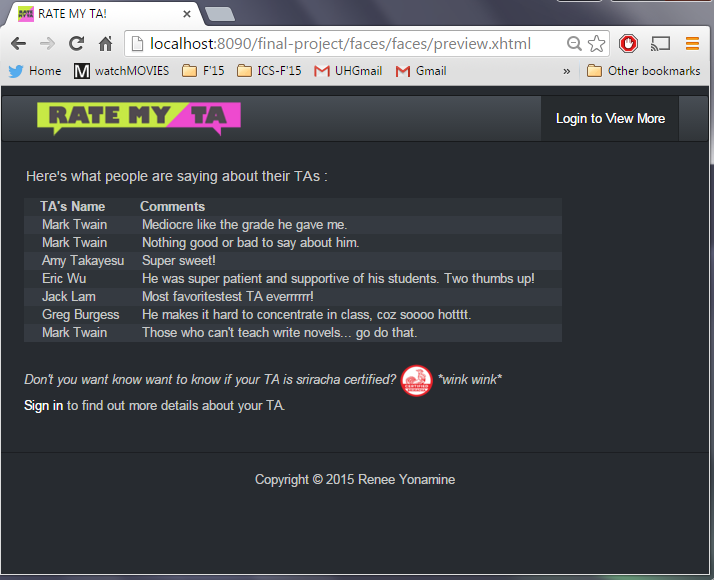 RATE MY TA!
localhost:8090/final-project/faces/faces/preview.xhtml
Home watchMOVIES F'15 ICS-F'15 UHGmail Gmail » Other bookmarks
RATE MY TA Login to View More
Here's what people are saying about their TAs :
TA's Name Comments
Mark Twain Mediocre like the grade he gave me.
Mark Twain Nothing good or bad to say about him.
Amy Takayesu Super sweet!
Eric Wu He was super patient and supportive of his students. Two thumbs up!
Jack Lam Most favoritestest TA everrrrrr!
Greg Burgess He makes it hard to concentrate in class, coz soooo hotttt.
Mark Twain Those who can't teach write novels... go do that.
Don't you want know want to know if your TA is sriracha certified? *wink wink*
Sign in to find out more details about your TA.
Copyright © 2015 Renee Yonamine